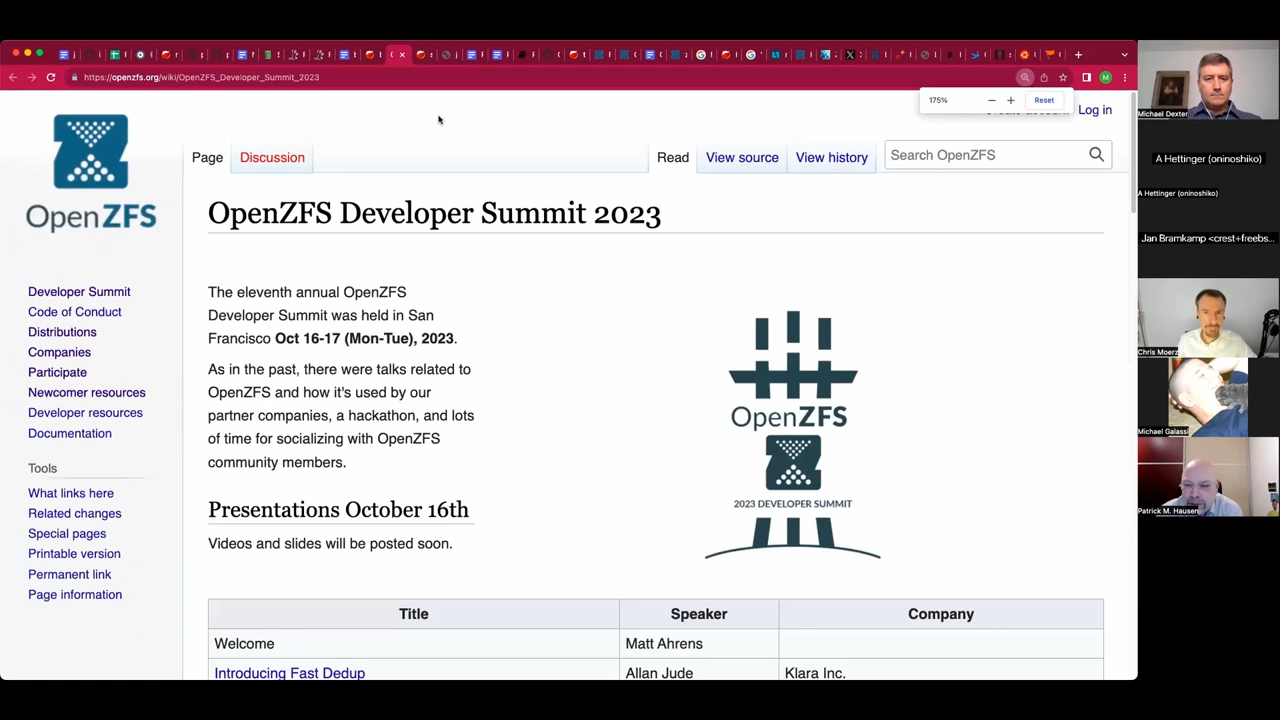 https://openzfs.org/wiki/OpenZFS_Developer_Summit_2023
M
175%
Reset
Log in
Page
Discussion
Read
View source
View history
Search OpenZFS
OpenZFS
OpenZFS Developer Summit 2023
The eleventh annual OpenZFS
Developer Summit was held in San
Francisco Oct 16-17 (Mon-Tue), 2023.
As in the past, there were talks related to
OpenZFS and how it's used by our
partner companies, a hackathon, and lots
of time for socializing with OpenZFS
community members.
Presentations October 16th
Videos and slides will be posted soon.
OpenZFS
2023 DEVELOPER SUMMIT
Title Speaker Company
Welcome Matt Ahrens
Introducing Fast Dedup Allan Jude Klara Inc.
Developer Summit
Code of Conduct
Distributions
Companies
Participate
Newcomer resources
Developer resources
Documentation
Tools
What links here
Related changes
Special pages
Printable version
Permanent link
Page information
Michael Dexter
A Hettinger (oninoshiko)
A Hettinger (oninoshiko)
Jan Bramkamp <crest+freebs...
Chris Moerz
Michael Galassi
Patrick M. Hausen